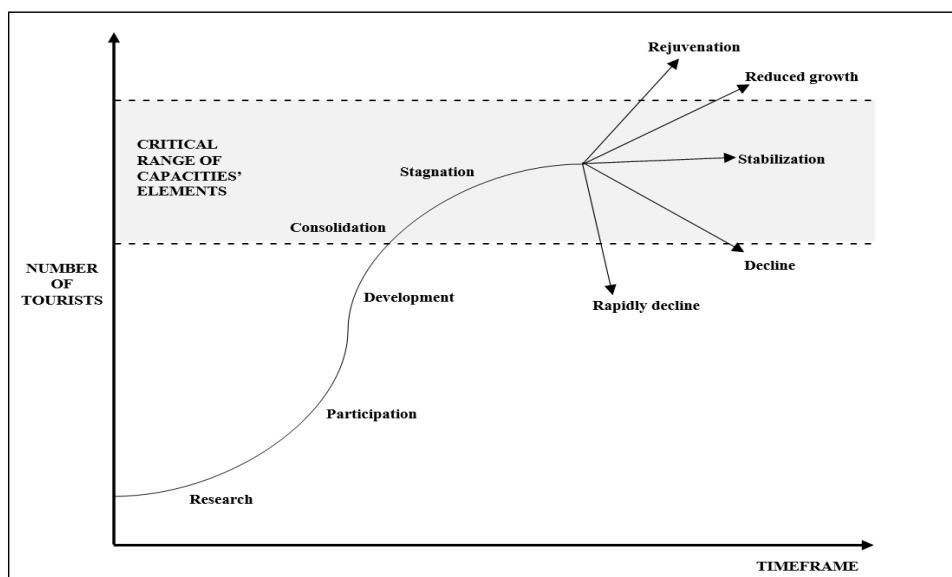 Rejuvenation
Reduced growth
CRITICAL
RANGE OF
CAPACITIES’
ELEMENTS
Stagnation
Stabilization
Consolidation
NUMBER
OF
TOURISTS
Decline
Development
Rapidly decline
Participation
Research
TIMEFRAME